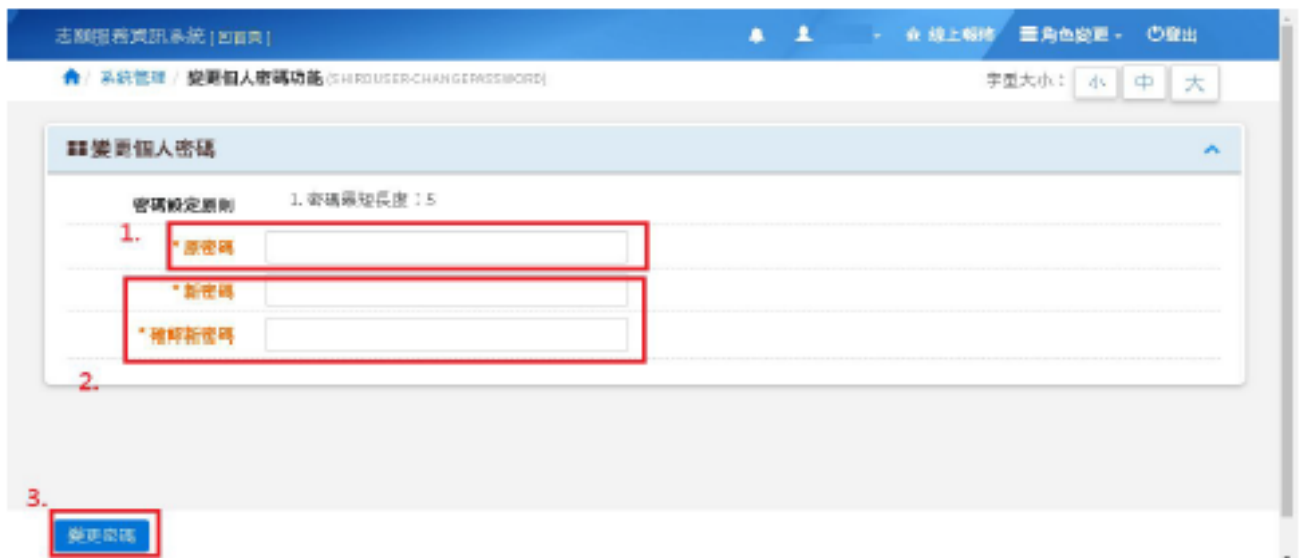 志願服務資訊系統 [回首頁]
線上報時 角色變更 登出
系統管理 / 變更個人密碼功能 (SHIROUSER-CHANGEPASSWORD)
字型大小： 小 中 大
變更個人密碼
密碼設定原則 1. 密碼最短長度：5
1.
* 原密碼
* 新密碼
* 確認新密碼
2.
3.
變更密碼